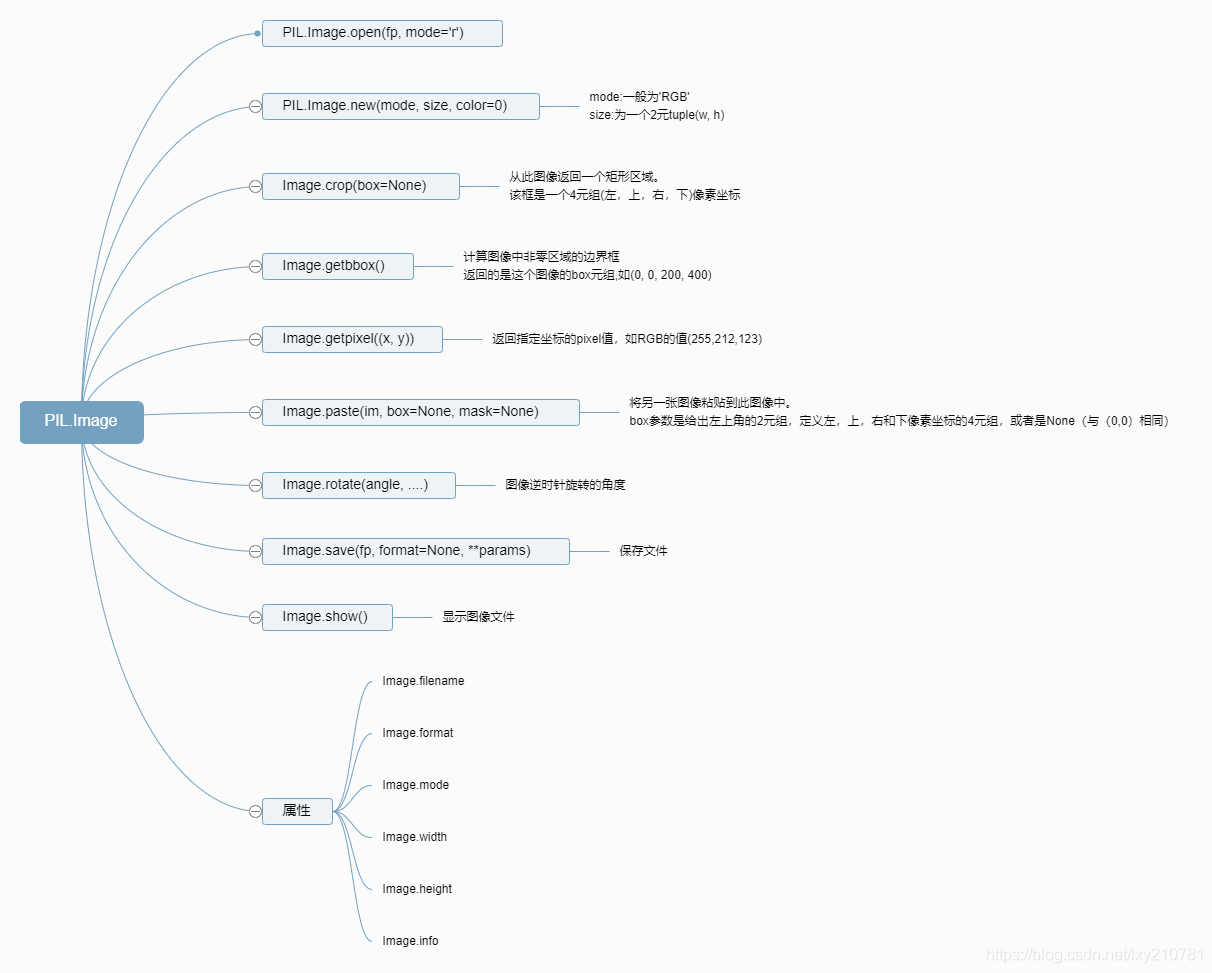 PIL.Image.open(fp, mode='r')
PIL.Image.new(mode, size, color=0)
mode:一般为'RGB'
size:为一个2元tuple(w, h)
Image.crop(box=None)
从此图像返回一个矩形区域。
该框是一个4元组(左，上，右，下)像素坐标
Image.getbbox()
计算图像中非零区域的边界框
返回的是这个图像的box元组,如(0, 0, 200, 400)
Image.getpixel((x, y))
返回指定坐标的pixel值，如RGB的值(255,212,123)
PIL.Image
Image.paste(im, box=None, mask=None)
将另一张图像粘贴到此图像中。
box参数是给出左上角的2元组，定义左，上，右和下像素坐标的4元组，或者是None（与（0,0）相同）
Image.rotate(angle, ....)
图像逆时针旋转的角度
Image.save(fp, format=None, **params)
保存文件
Image.show()
显示图像文件
属性
Image.filename
Image.format
Image.mode
Image.width
Image.height
Image.info
https://blog.csdn.net/lxy210781